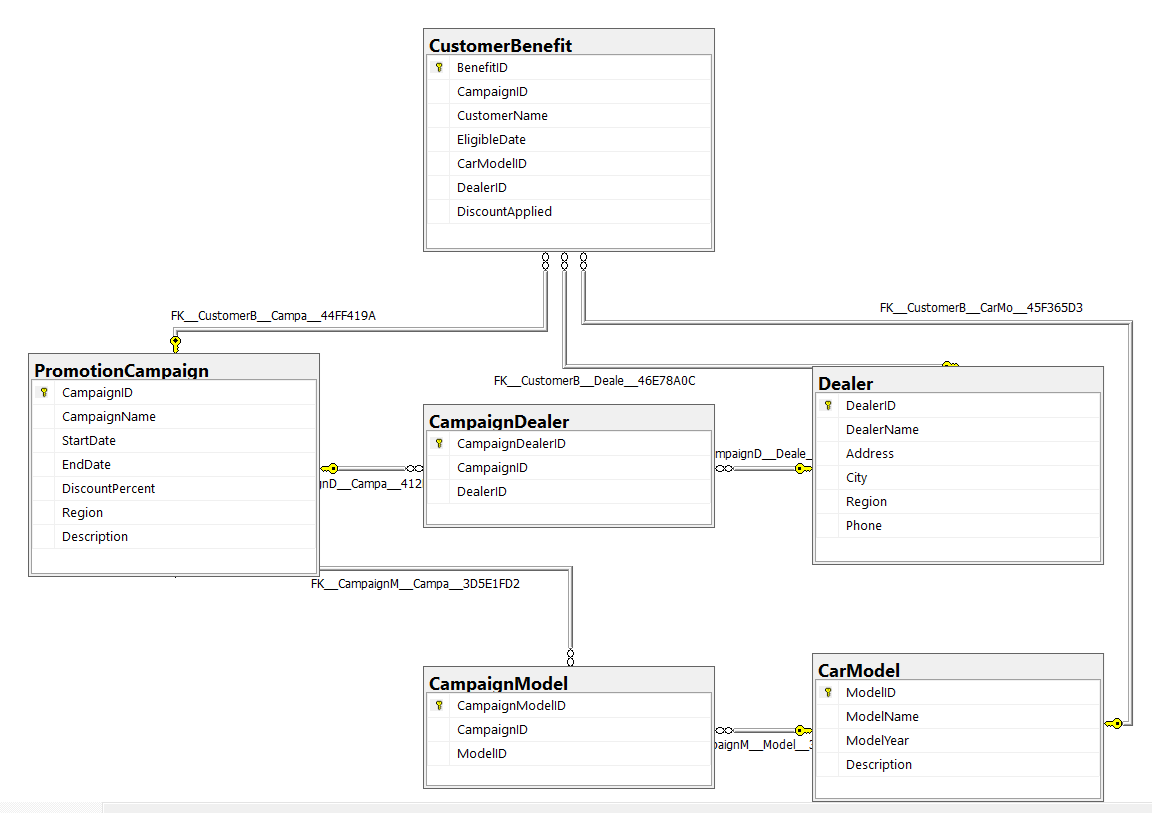 CustomerBenefit
BenefitID
CampaignID
CustomerName
EligibleDate
CarModelID
DealerID
DiscountApplied
FK__CustomerB__Campa__44FF419A
FK__CustomerB__CarMo__45F365D3
FK__CustomerB__Deale__46E78A0C
PromotionCampaign
CampaignID
CampaignName
StartDate
EndDate
DiscountPercent
Region
Description
CampaignDealer
CampaignDealerID
CampaignID
DealerID
Dealer
DealerID
DealerName
Address
City
Region
Phone
mpaignD__Deale_
nD__Campa__412
FK__CampaignM__Campa__3D5E1FD2
CampaignModel
CampaignModelID
CampaignID
ModelID
CarModel
ModelID
ModelName
ModelYear
Description
aignM__Model__